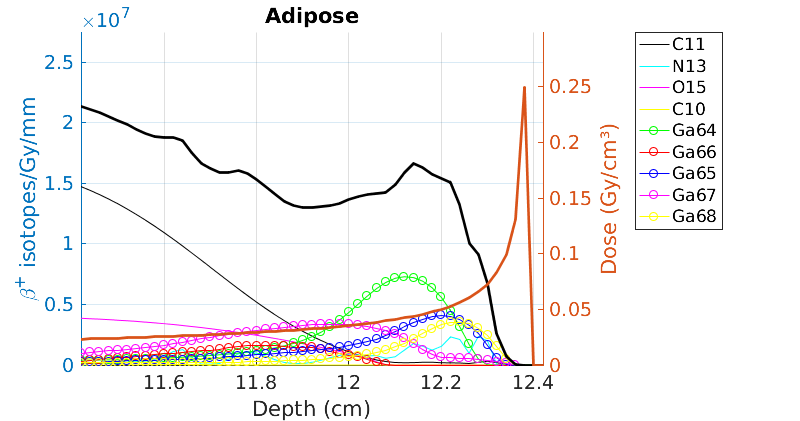 Adipose
×10⁷
2.5
2
1.5
1
0.5
0
β⁺ isotopes/Gy/mm
11.6
11.8
12
12.2
12.4
Depth (cm)
0.25
0.2
0.15
0.1
0.05
0
Dose (Gy/cm³)
C11
N13
O15
C10
Ga64
Ga66
Ga65
Ga67
Ga68